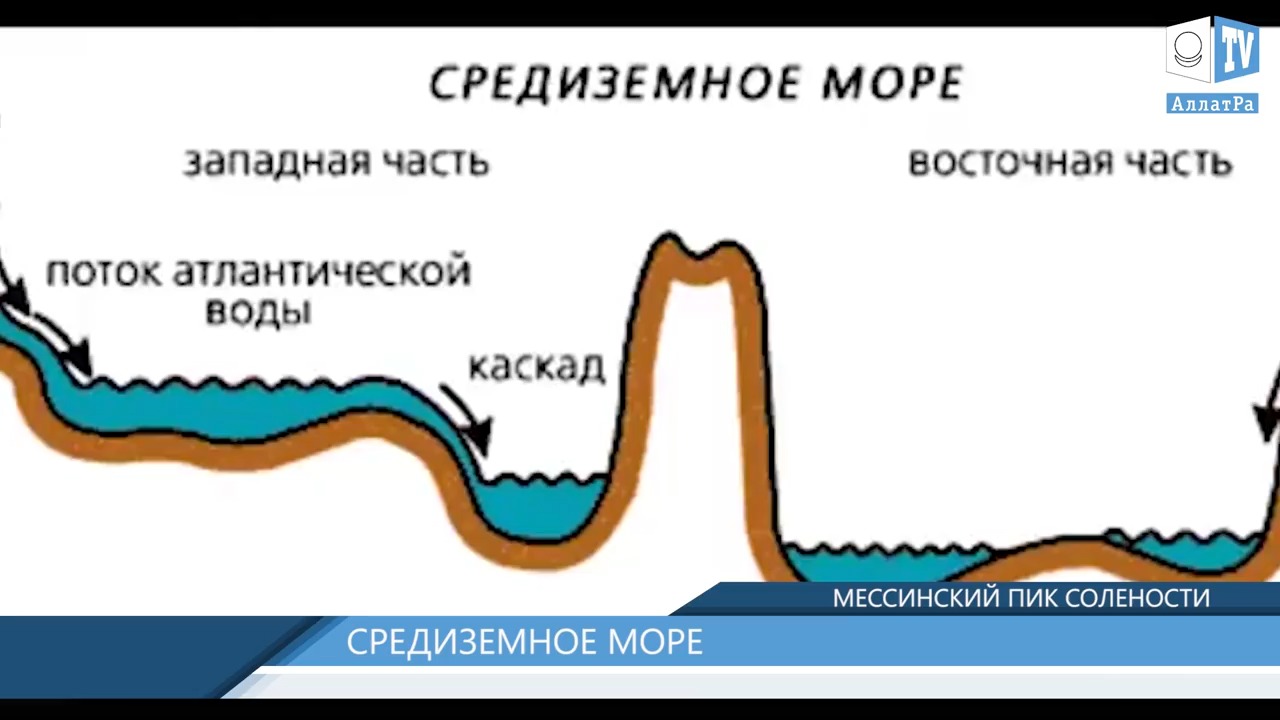 СРЕДИЗЕМНОЕ МОРЕ
TV
АллатРа
западная часть
восточная часть
поток атлантической
воды
каскад
МЕССИНСКИЙ ПИК СОЛЕНОСТИ
СРЕДИЗЕМНОЕ МОРЕ